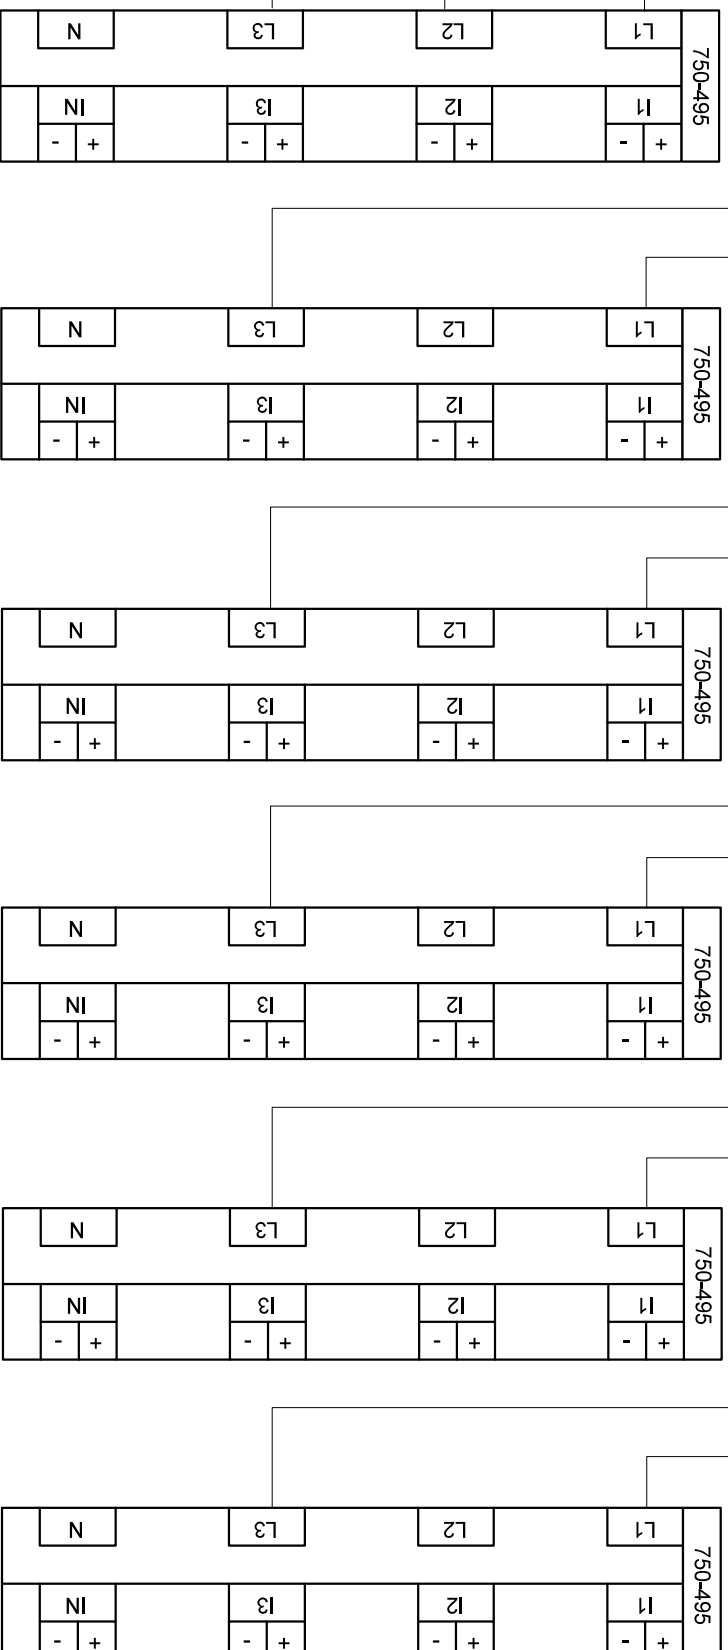 N L3 L2 L1
750-495
IN I3 I2 I1
- + - + - + - +
N L3 L2 L1
750-495
IN I3 I2 I1
- + - + - + - +
N L3 L2 L1
750-495
IN I3 I2 I1
- + - + - + - +
N L3 L2 L1
750-495
IN I3 I2 I1
- + - + - + - +
N L3 L2 L1
750-495
IN I3 I2 I1
- + - + - + - +
N L3 L2 L1
750-495
IN I3 I2 I1
- + - + - + - +